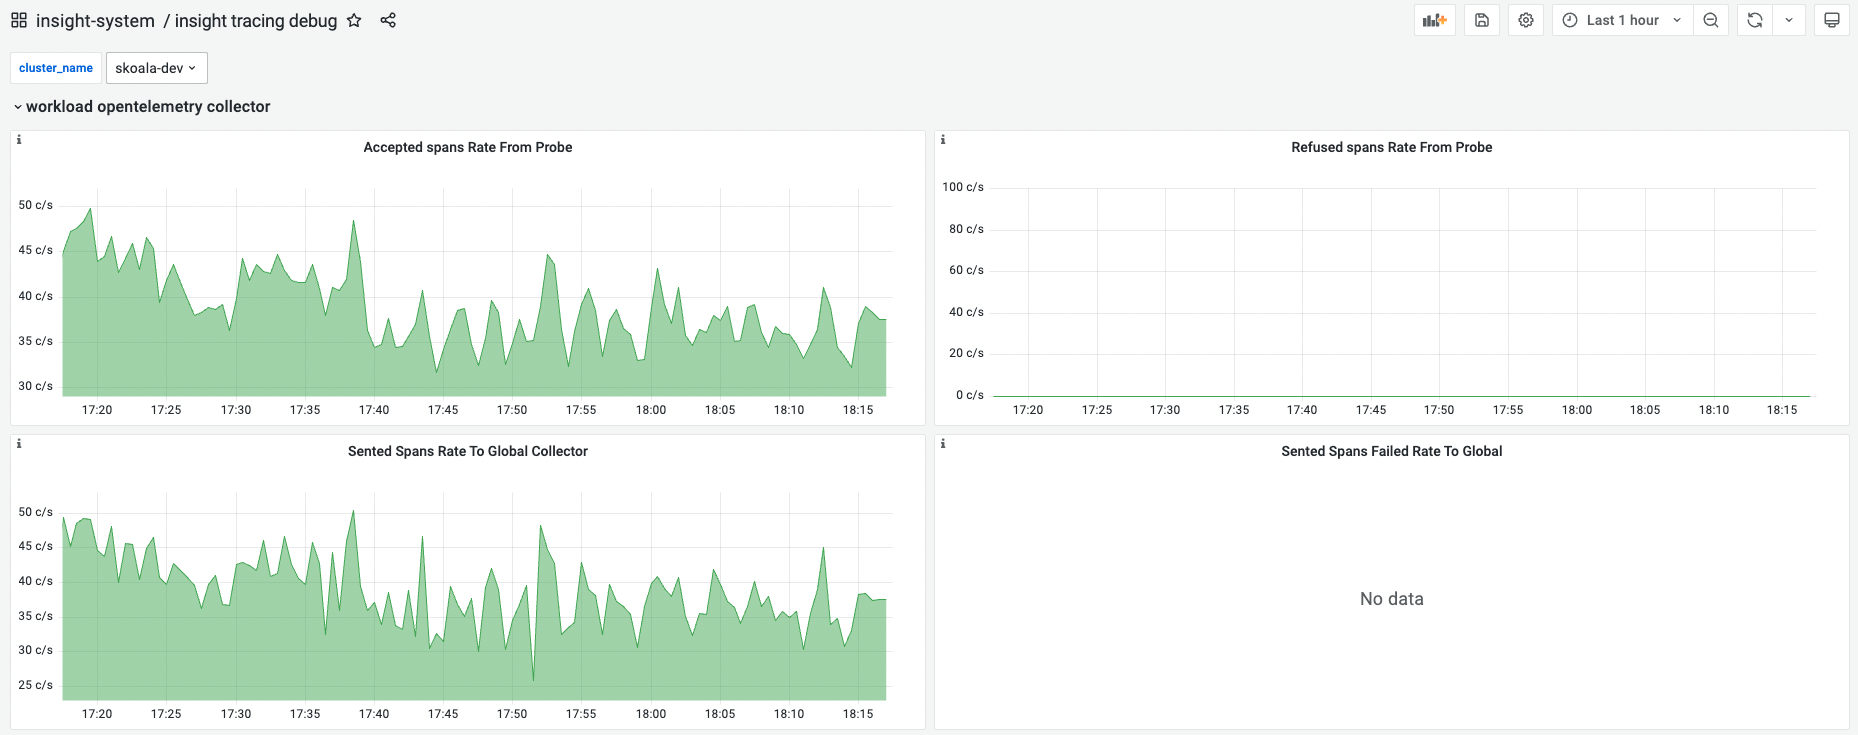 insight-system / insight tracing debug
Last 1 hour
cluster_name skoala-dev
workload opentelemetry collector
Accepted spans Rate From Probe
50 c/s
45 c/s
40 c/s
35 c/s
30 c/s
17:20 17:25 17:30 17:35 17:40 17:45 17:50 17:55 18:00 18:05 18:10 18:15
Refused spans Rate From Probe
100 c/s
80 c/s
60 c/s
40 c/s
20 c/s
0 c/s
17:20 17:25 17:30 17:35 17:40 17:45 17:50 17:55 18:00 18:05 18:10 18:15
Sented Spans Rate To Global Collector
50 c/s
45 c/s
40 c/s
35 c/s
30 c/s
25 c/s
17:20 17:25 17:30 17:35 17:40 17:45 17:50 17:55 18:00 18:05 18:10 18:15
Sented Spans Failed Rate To Global
No data